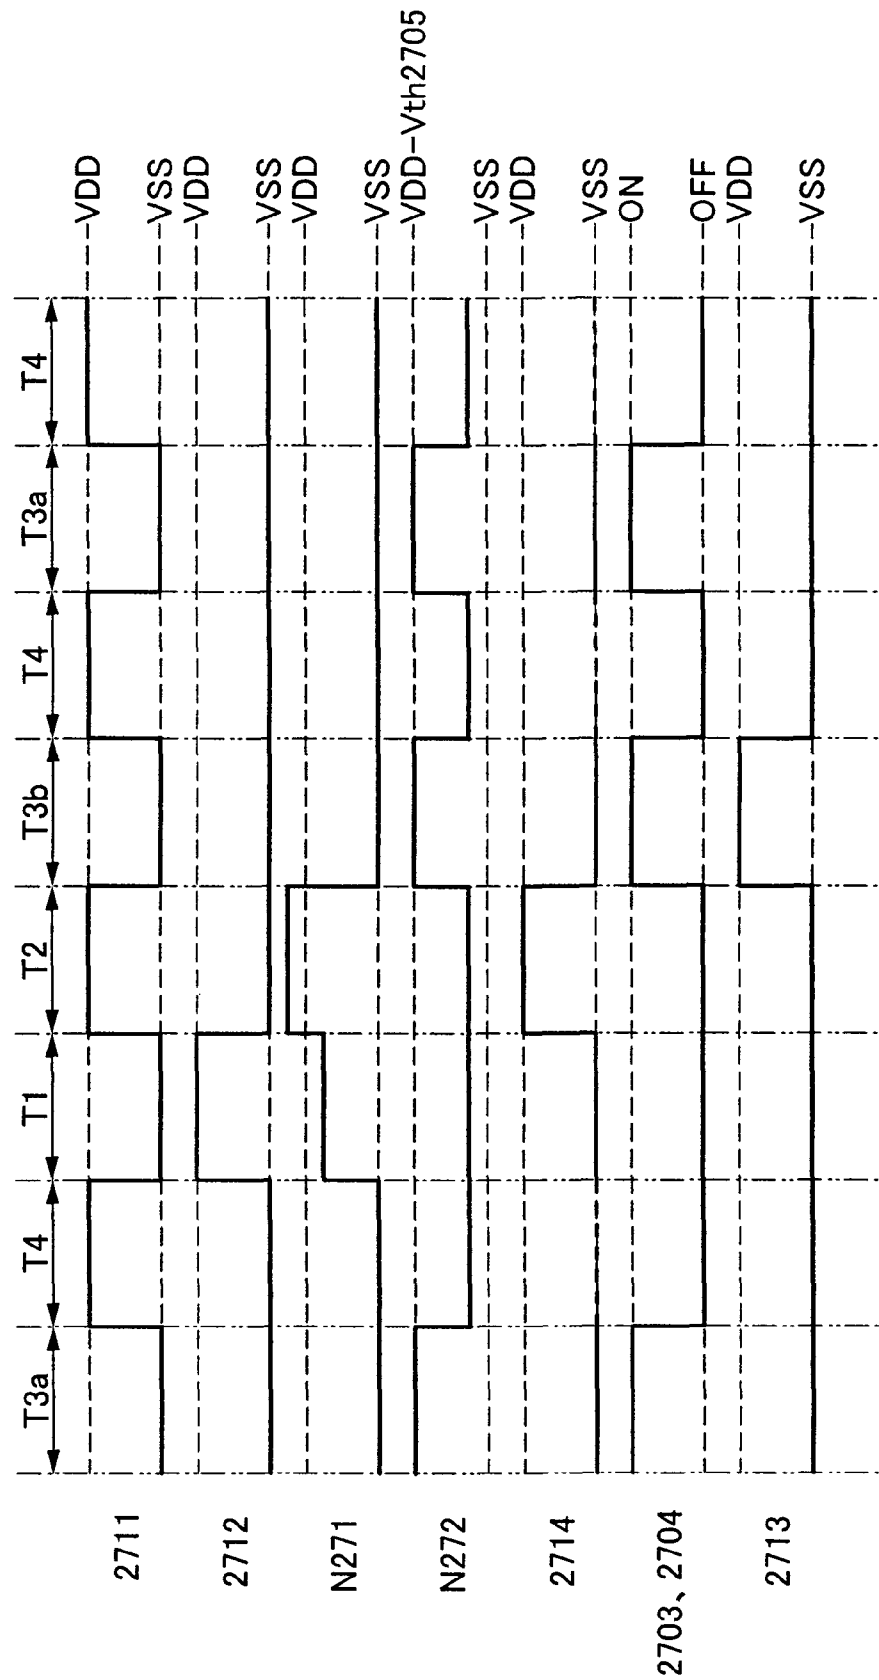 T3a T4 T1 T2 T3b T4 T3a T4
2711
VDD
VSS
2712
VDD
VSS
N271
VDD
VSS
N272
VDD-Vth2705
VSS
2714
VDD
VSS
2703、2704
ON
OFF
2713
VDD
VSS